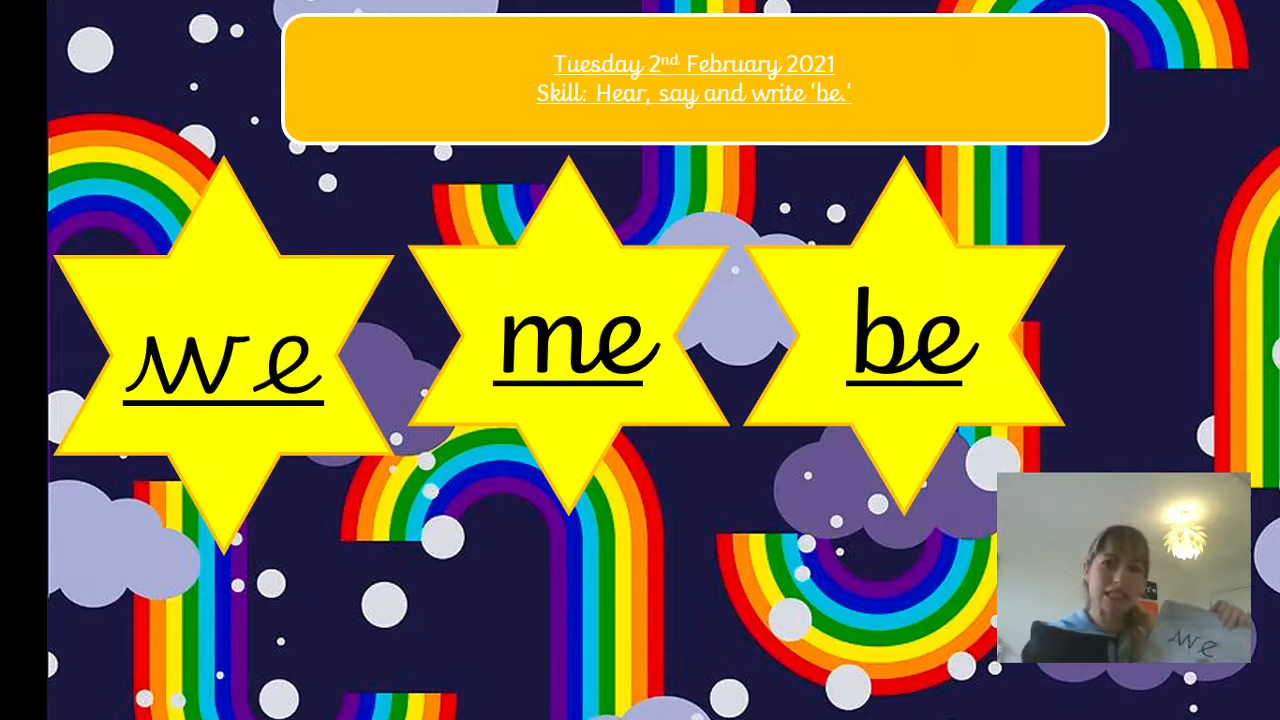 Tuesday 2nd February 2021
Skill: Hear, say and write ‘be.‘
we
me
be
we